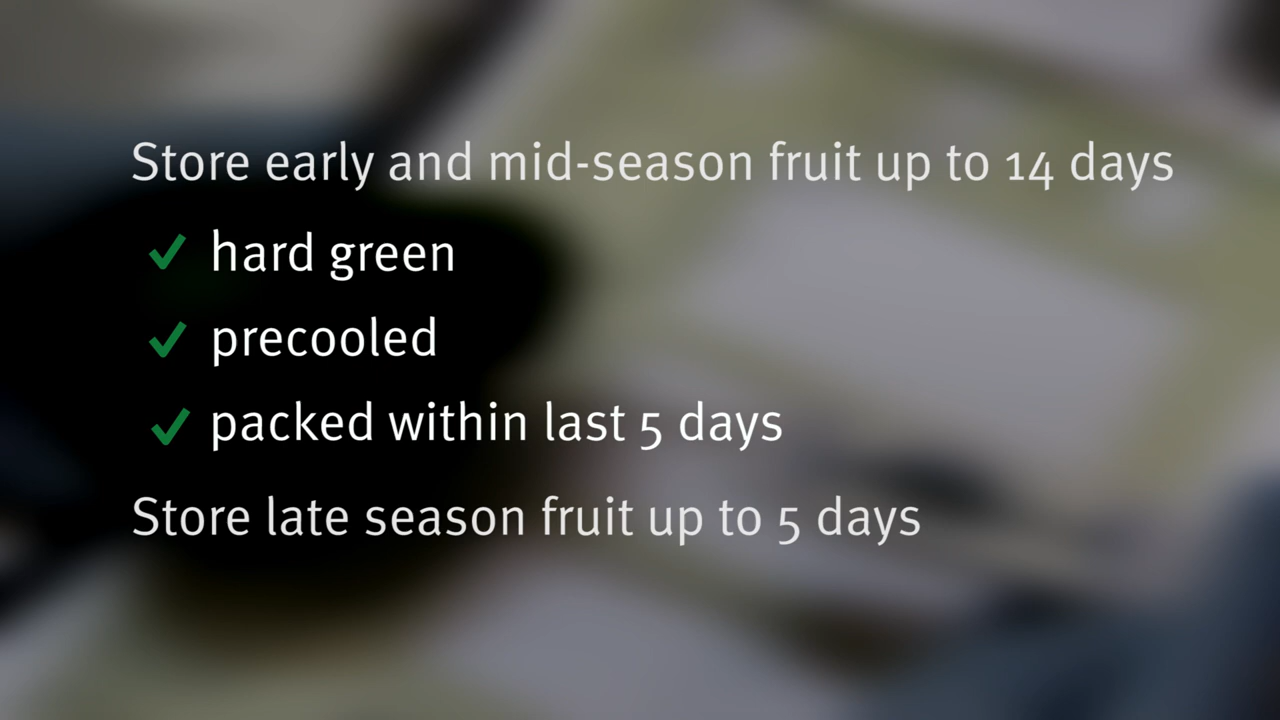 Store early and mid-season fruit up to 14 days
✓ hard green
✓ precooled
✓ packed within last 5 days
Store late season fruit up to 5 days